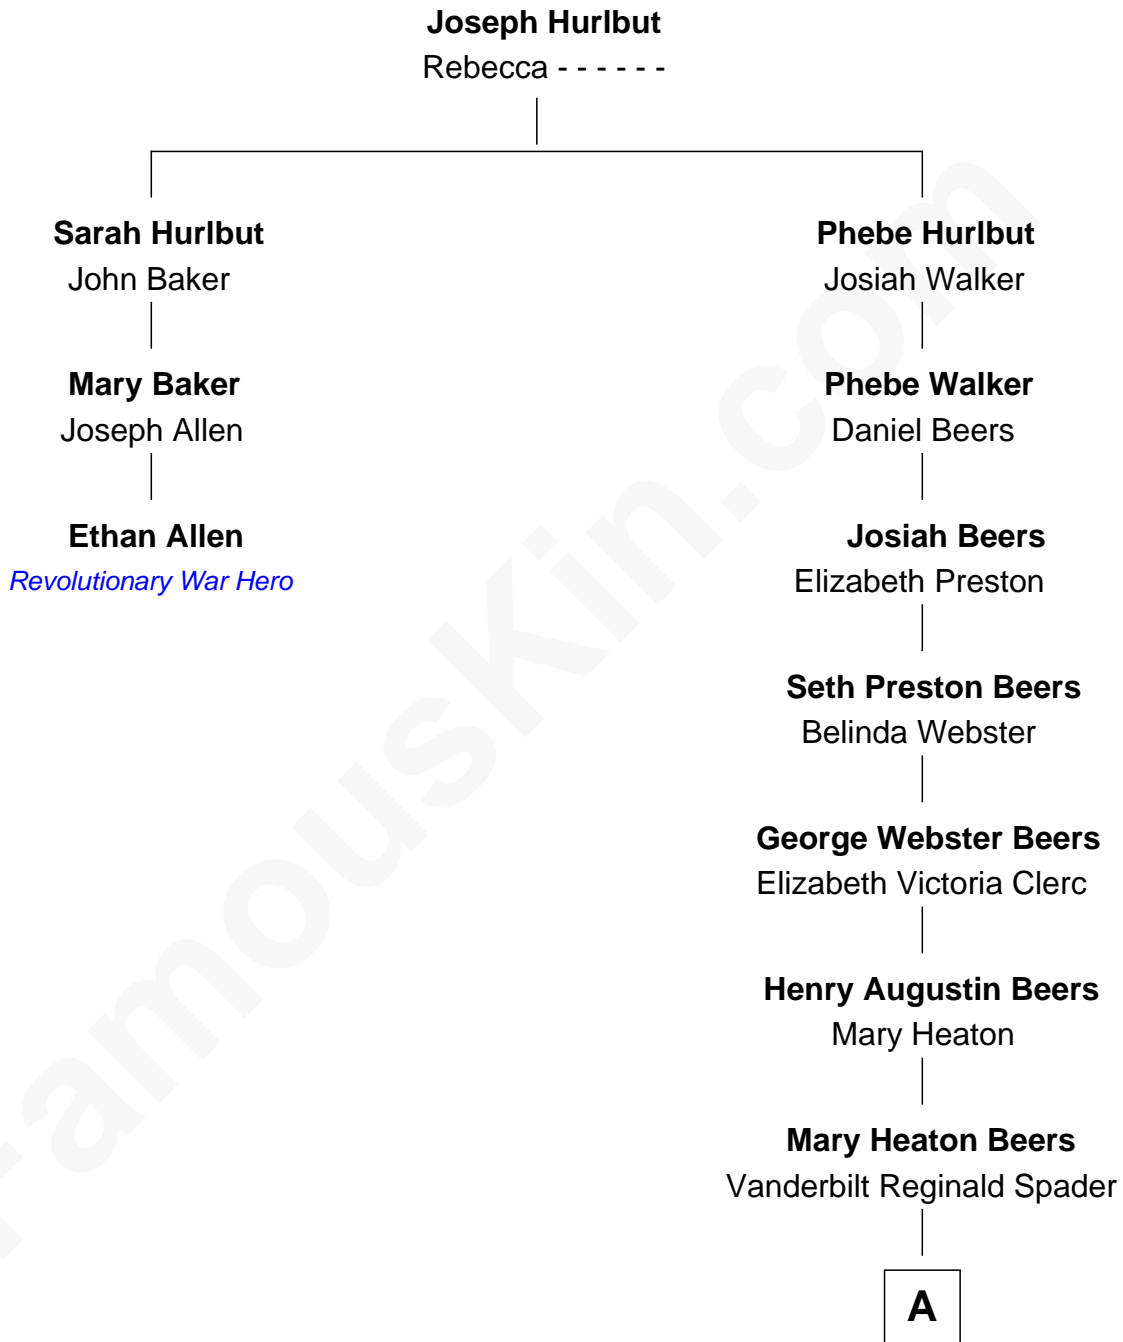 Joseph Hurlbut
Rebecca - - - - - -
Sarah Hurlbut
John Baker
Mary Baker
Joseph Allen
Ethan Allen
Revolutionary War Hero
Phebe Hurlbut
Josiah Walker
Phebe Walker
Daniel Beers
Josiah Beers
Elizabeth Preston
Seth Preston Beers
Belinda Webster
George Webster Beers
Elizabeth Victoria Clerc
Henry Augustin Beers
Mary Heaton
Mary Heaton Beers
Vanderbilt Reginald Spader
A
FamousKin.com